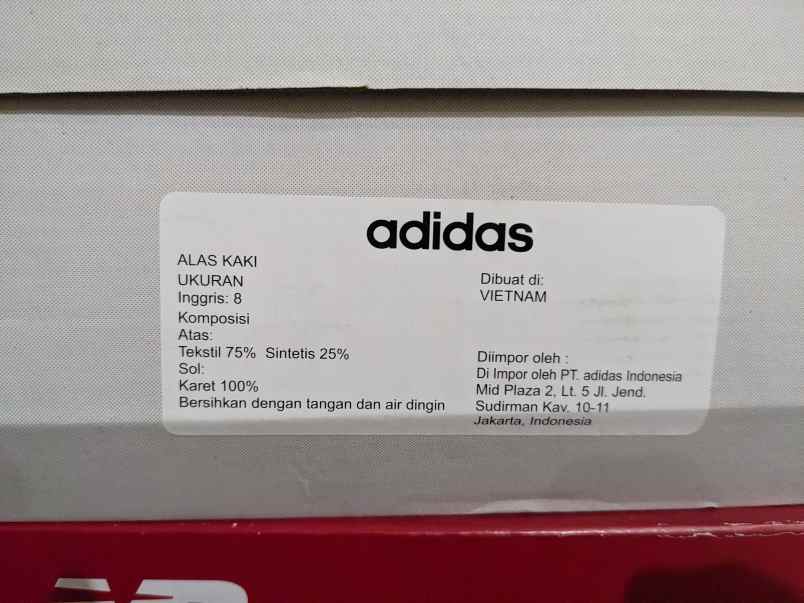 adidas
ALAS KAKI
UKURAN
Inggris: 8
Komposisi
Atas:
Tekstil 75% Sintetis 25%
Sol:
Karet 100%
Bersihkan dengan tangan dan air dingin
Dibuat di:
VIETNAM
Diimpor oleh :
Di Impor oleh PT. adidas Indonesia
Mid Plaza 2, Lt. 5 Jl. Jend.
Sudirman Kav. 10-11
Jakarta, Indonesia